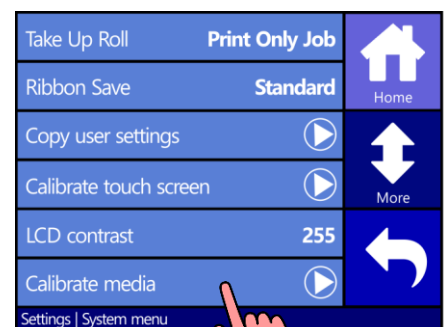 Take Up Roll Print Only Job
Ribbon Save Standard
Home
Copy user settings
Calibrate touch screen
More
LCD contrast 255
Calibrate media
Settings | System menu